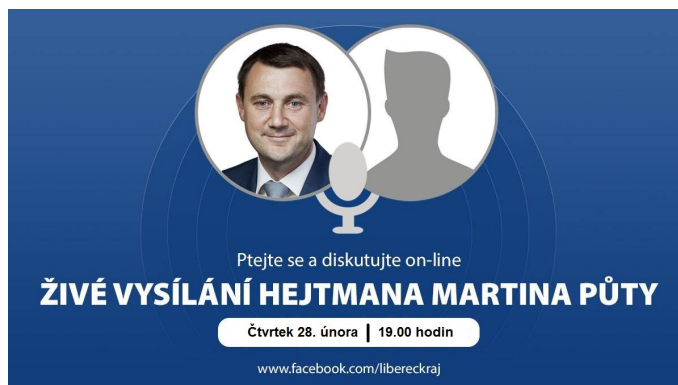 Ptejte se a diskutujte on-line
ŽIVÉ VYSÍLÁNÍ HEJTMANA MARTINA PŮTY
Čtvrtek 28. února | 19.00 hodin
www.facebook.com/libereckraj